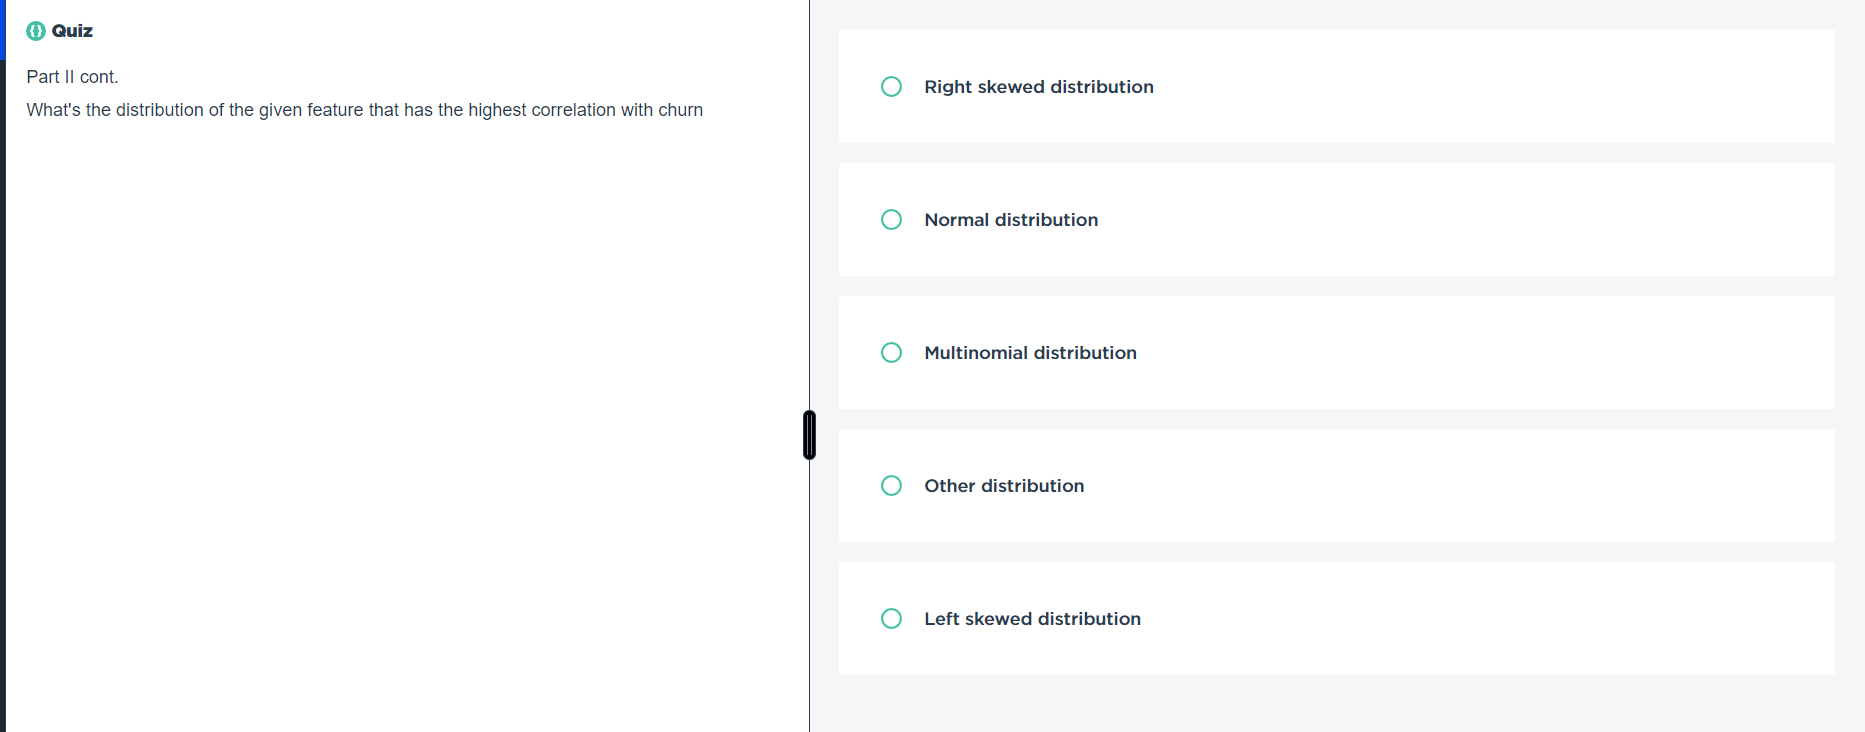 Quiz
Part II cont.
What's the distribution of the given feature that has the highest correlation with churn
Right skewed distribution
Normal distribution
Multinomial distribution
Other distribution
Left skewed distribution